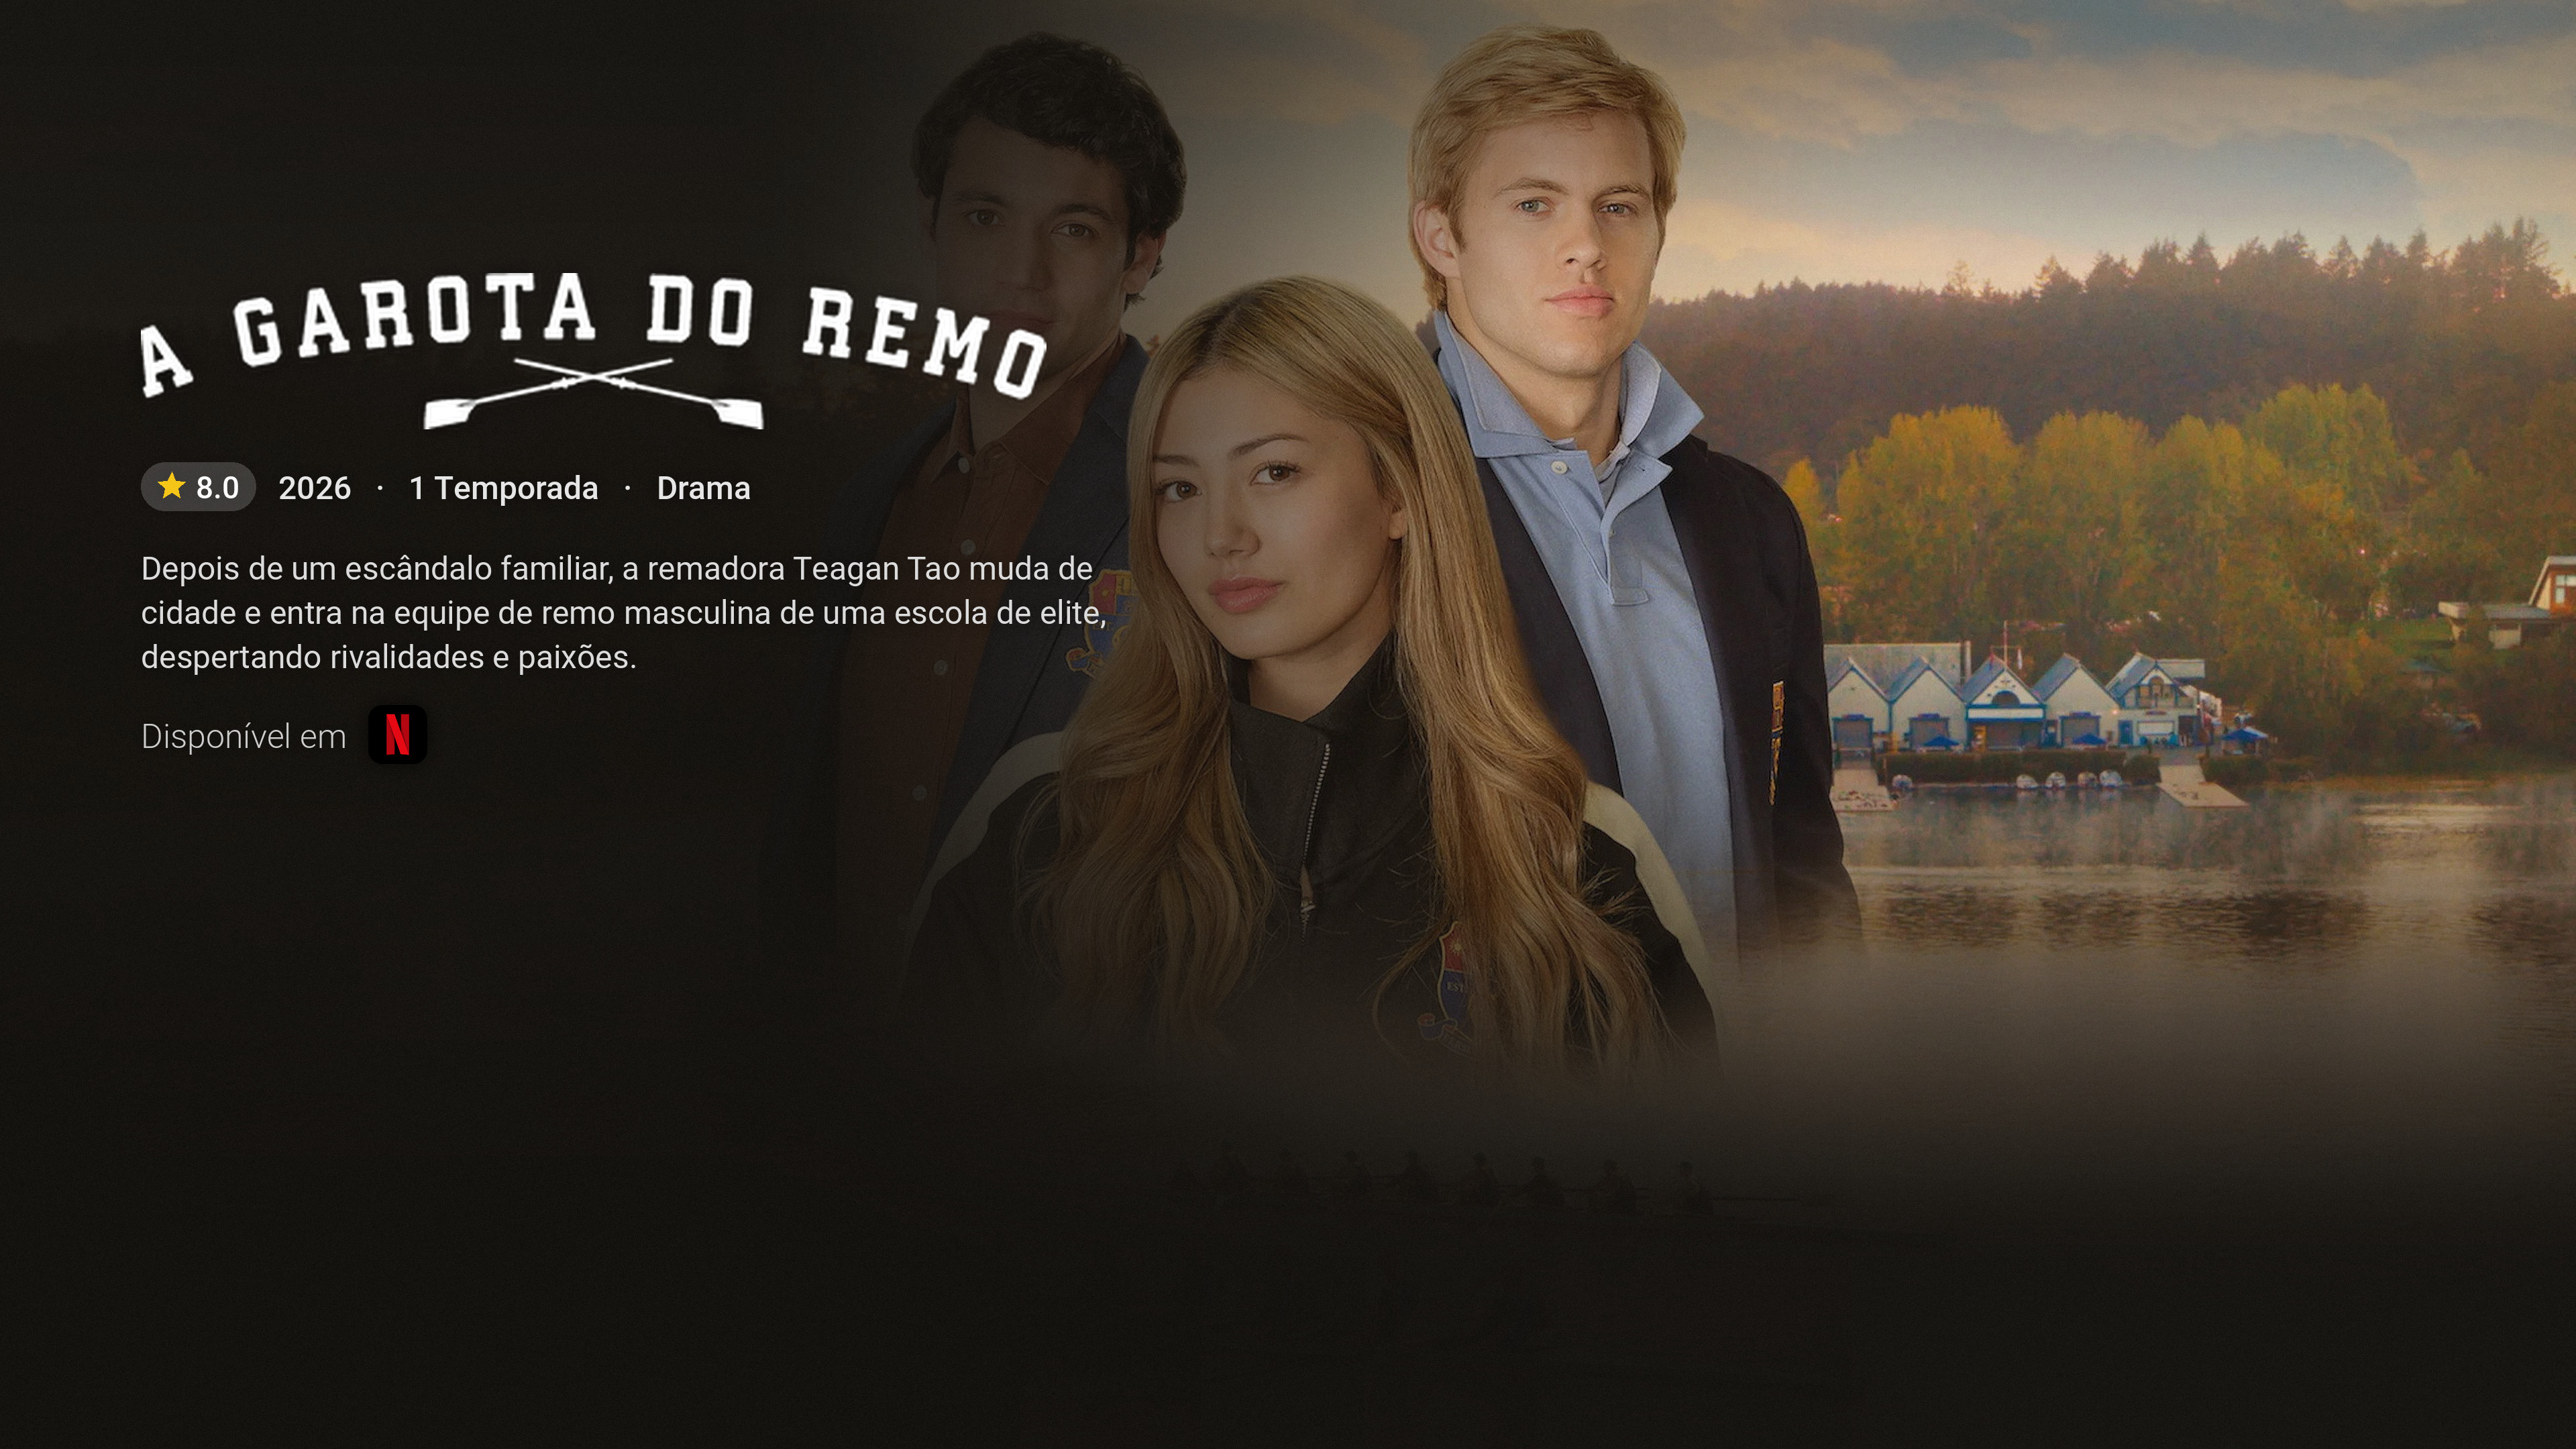 A GAROTA DO REMO
8.0 2026 · 1 Temporada · Drama
Depois de um escândalo familiar, a remadora Teagan Tao muda de
cidade e entra na equipe de remo masculina de uma escola de elite,
despertando rivalidades e paixões.
Disponível em N
EST